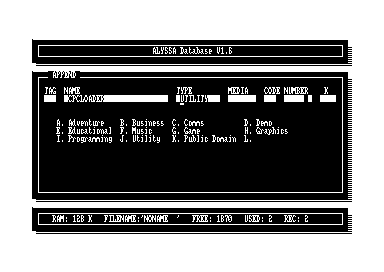 ALYSSA Database V1.6
APPEND
TAG NAME TYPE MEDIA CODE NUMBER K
CPCLOADER UTILITY
A. Adventure B. Business C. Comms D. Demo
E. Educational F. Music G. Game H. Graphics
I. Programming J. Utility K. Public Domain L.
RAM: 128 K FILENAME:'NONAME ' FREE: 1870 USED: 2 REC: 2